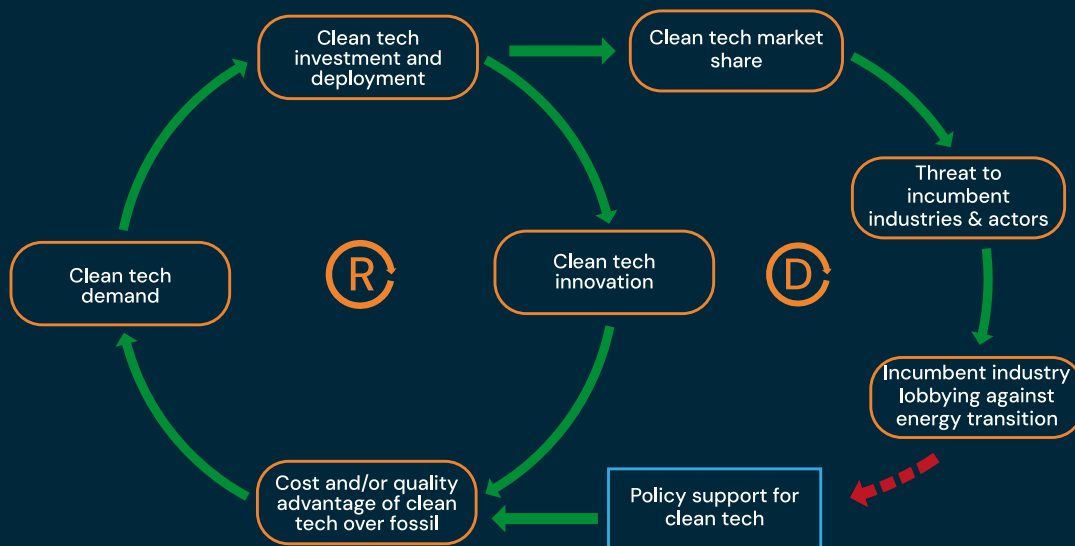 Clean tech
investment and
deployment
Clean tech market
share
Threat to
incumbent
industries & actors
Clean tech
demand
R
Clean tech
innovation
D
Incumbent industry
lobbying against
energy transition
Cost and/or quality
advantage of clean
tech over fossil
Policy support for
clean tech